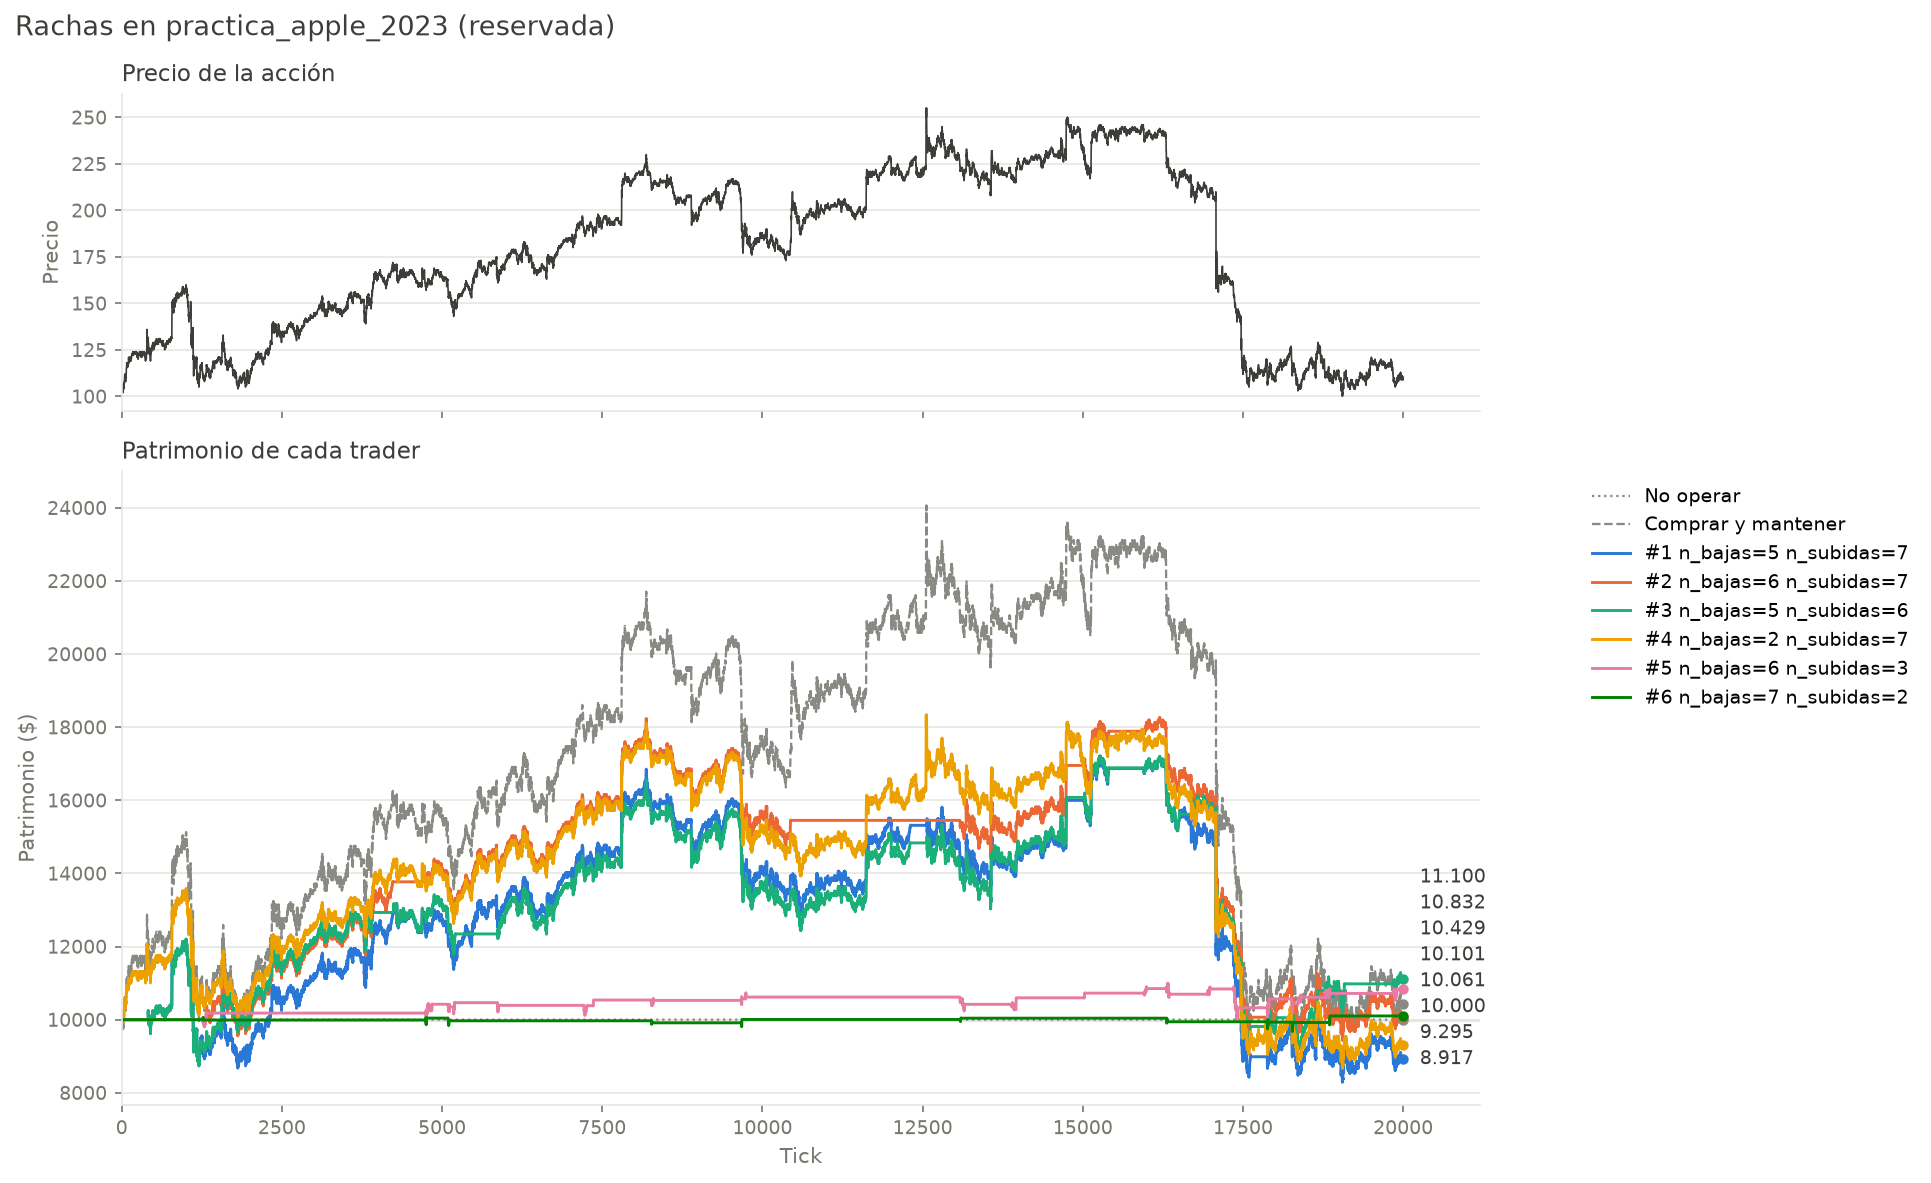 Rachas en practica_apple_2023 (reservada)
Precio de la acción
Precio
250
225
200
175
150
125
100
Patrimonio de cada trader
Patrimonio ($)
24000
22000
20000
18000
16000
14000
12000
10000
8000
11.100
10.832
10.429
10.101
10.061
10.000
9.295
8.917
0
2500
5000
7500
10000
12500
15000
17500
20000
Tick
No operar
Comprar y mantener
#1 n_bajas=5 n_subidas=7
#2 n_bajas=6 n_subidas=7
#3 n_bajas=5 n_subidas=6
#4 n_bajas=2 n_subidas=7
#5 n_bajas=6 n_subidas=3
#6 n_bajas=7 n_subidas=2